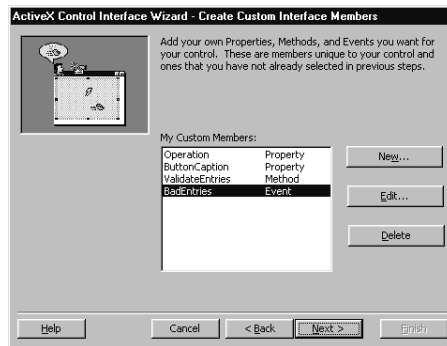 ActiveX Control Interface Wizard - Create Custom Interface Members
Add your own Properties, Methods, and Events you want for
your control. These are members unique to your control and
ones that you have not already selected in previous steps.
My Custom Members:
Operation Property
ButtonCaption Property
ValidateEntries Method
BadEntries Event
New...
Edit...
Delete
Help
Cancel
< Back
Next >
Finish